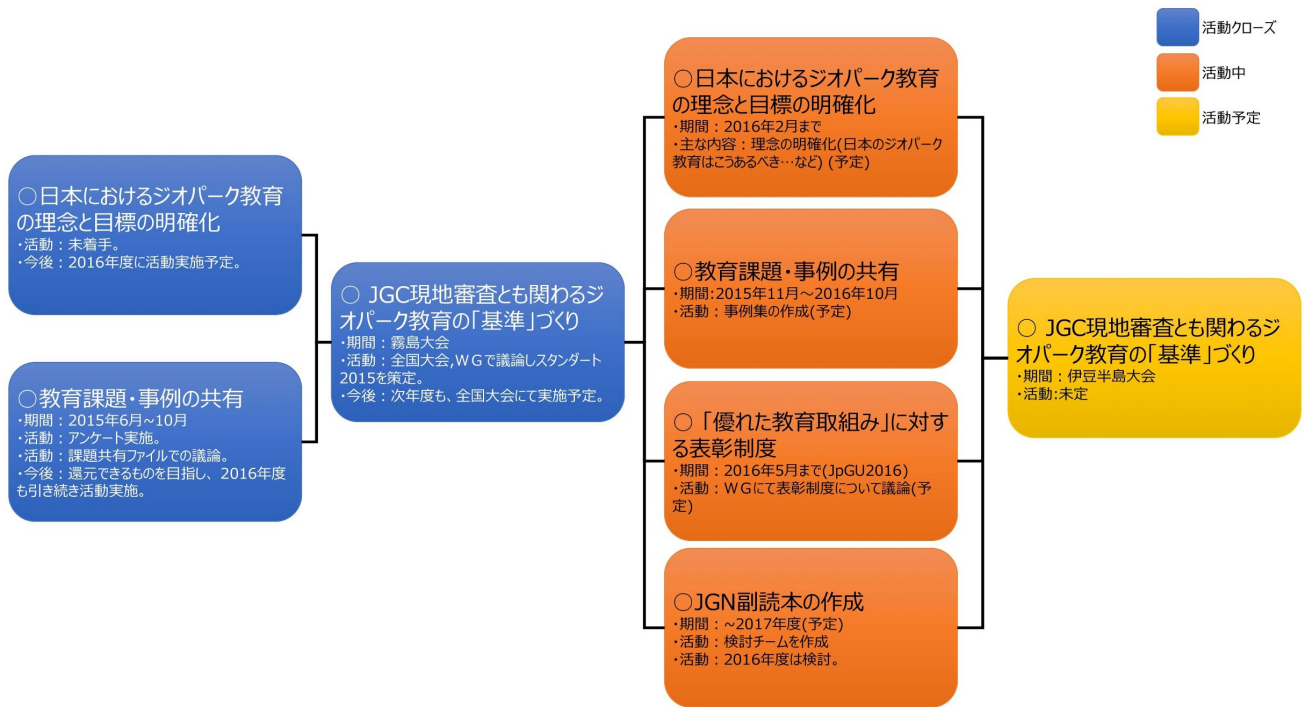 活動クローズ
活動中
活動予定
○日本におけるジオパーク教育
の理念と目標の明確化
・活動：未着手。
・今後：2016年度に活動実施予定。
○教育課題・事例の共有
・期間：2015年6月~10月
・活動：アンケート実施。
・活動：課題共有ファイルでの議論。
・今後：還元できるものを目指し、2016年度
も引き続き活動実施。
○ JGC現地審査とも関わるジ
オパーク教育の「基準」づくり
・期間：霧島大会
・活動：全国大会,ＷＧで議論しスタンダート
2015を策定。
・今後：次年度も、全国大会にて実施予定。
○日本におけるジオパーク教育
の理念と目標の明確化
・期間：2016年2月まで
・主な内容：理念の明確化(日本のジオパーク
教育はこうあるべき…など) (予定)
○教育課題・事例の共有
・期間:2015年11月～2016年10月
・活動：事例集の作成(予定)
○「優れた教育取組み」に対す
る表彰制度
・期間：2016年5月まで(JpGU2016)
・活動：ＷＧにて表彰制度について議論(予
定)
○JGN副読本の作成
・期間：~2017年度(予定)
・活動：検討チームを作成
・活動：2016年度は検討。
○ JGC現地審査とも関わるジ
オパーク教育の「基準」づくり
・期間：伊豆半島大会
・活動:未定